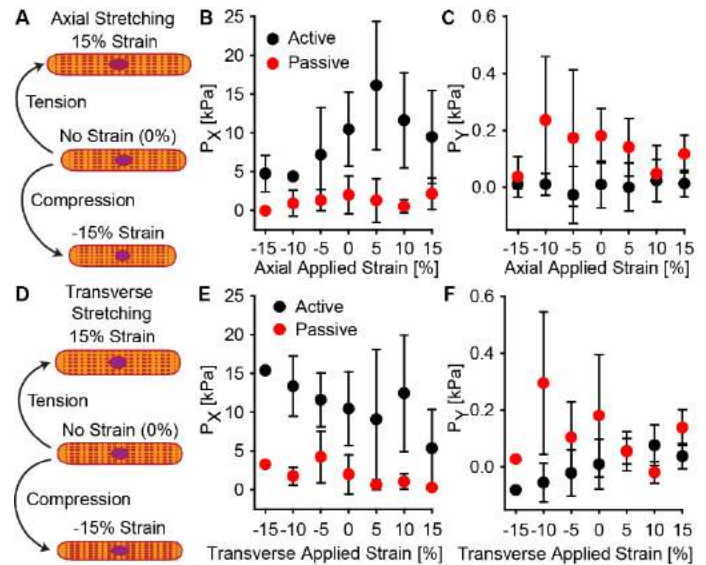 A
Axial Stretching
15% Strain
Tension
No Strain (0%)
Compression
-15% Strain
B
25
20
15
10
5
0
P_X [kPa]
Active
Passive
-15 -10 -5 0 5 10 15
Axial Applied Strain [%]
C
0.6
0.4
0.2
0.0
P_Y [kPa]
-15 -10 -5 0 5 10 15
Axial Applied Strain [%]
D
Transverse
Stretching
15% Strain
Tension
No Strain (0%)
Compression
-15% Strain
E
25
20
15
10
5
0
P_X [kPa]
Active
Passive
-15 -10 -5 0 5 10 15
Transverse Applied Strain [%]
F
0.6
0.4
0.2
0.0
P_Y [kPa]
-15 -10 -5 0 5 10 15
Transverse Applied Strain [%]